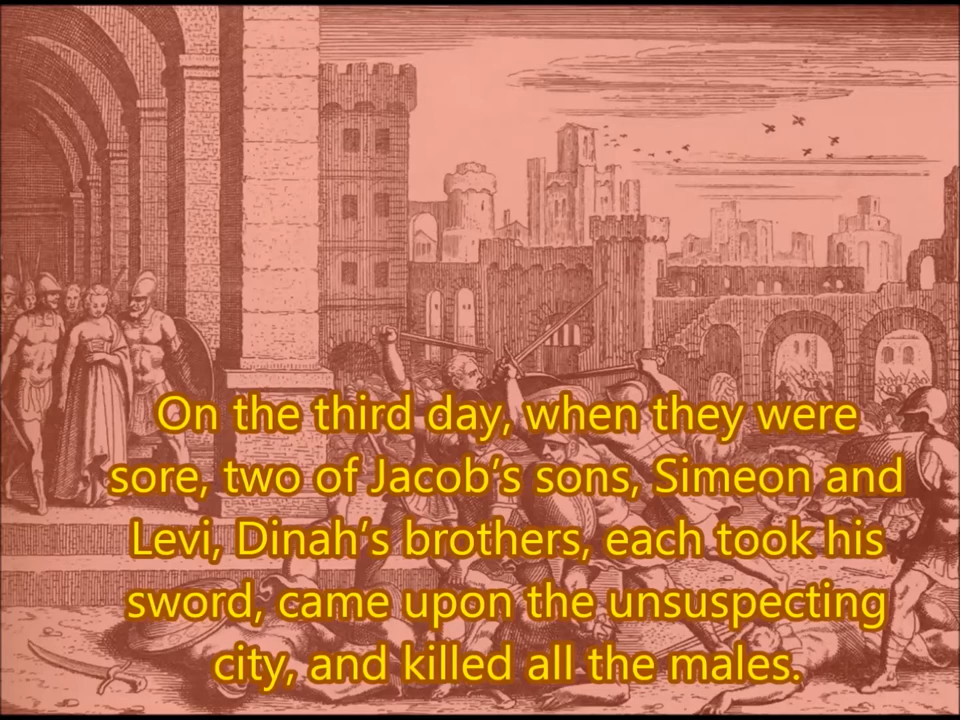 On the third day, when they were
sore, two of Jacob’s sons, Simeon and
Levi, Dinah’s brothers, each took his
sword, came upon the unsuspecting
city, and killed all the males.